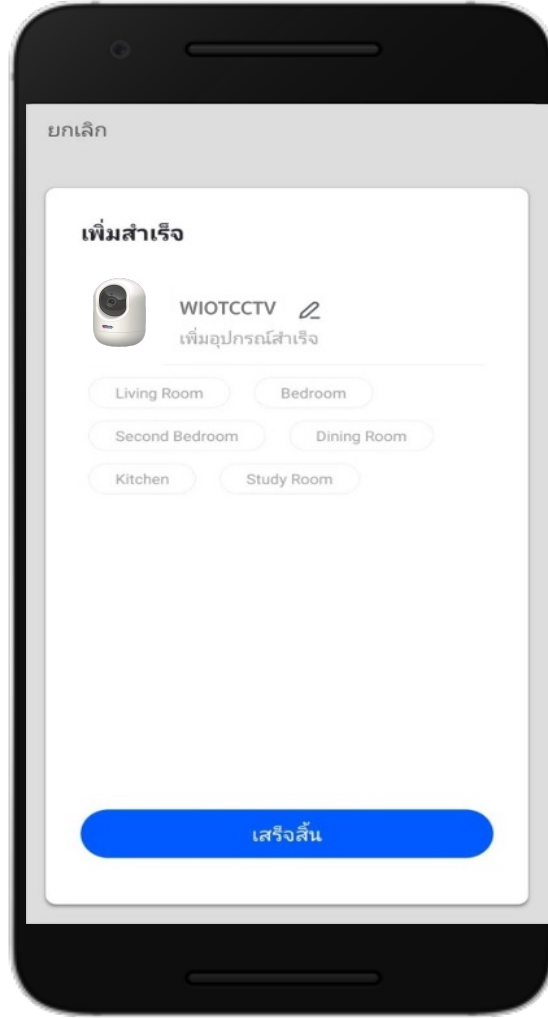 ยกเลิก
เพิ่มสำเร็จ
WIOTCCTV
เพิ่มอุปกรณ์สำเร็จ
Living Room Bedroom
Second Bedroom Dining Room
Kitchen Study Room
เสร็จสิ้น